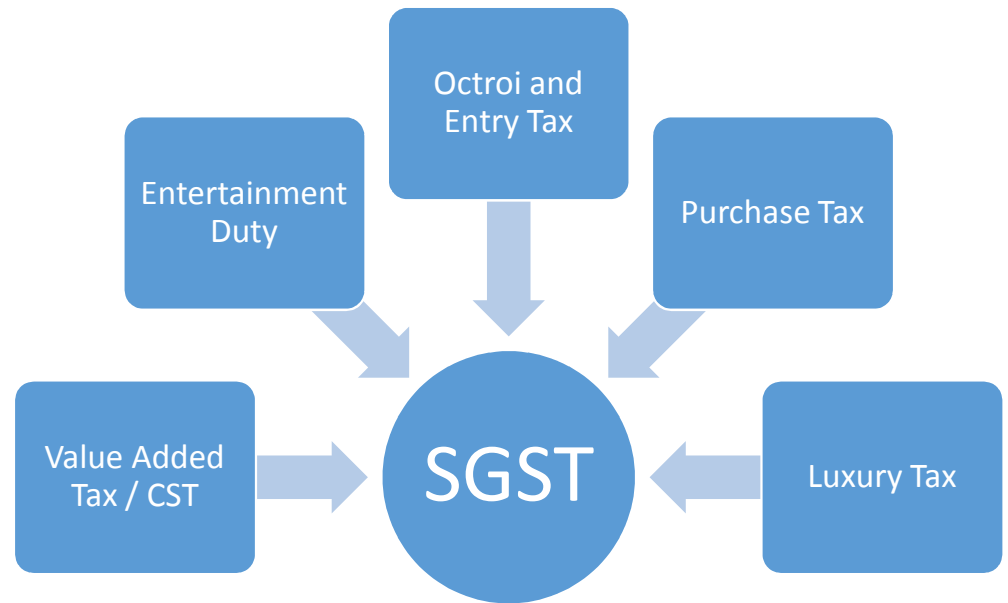 Octroi and
Entry Tax
Entertainment
Duty
Purchase Tax
Value Added
Tax / CST
SGST
Luxury Tax